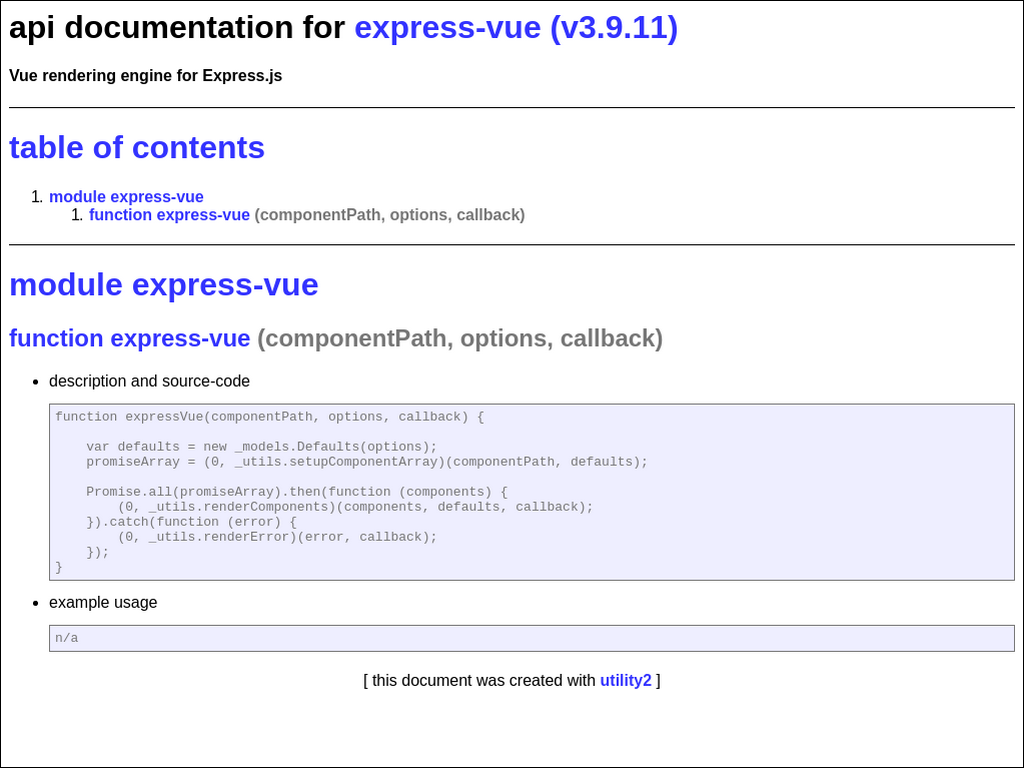 api documentation for express-vue (v3.9.11)
Vue rendering engine for Express.js
table of contents
1. module express-vue
1. function express-vue (componentPath, options, callback)
module express-vue
function express-vue (componentPath, options, callback)
• description and source-code
function expressVue(componentPath, options, callback) {
    var defaults = new _models.Defaults(options);
    promiseArray = (0, _utils.setupComponentArray)(componentPath, defaults);
    Promise.all(promiseArray).then(function (components) {
        (0, _utils.renderComponents)(components, defaults, callback);
    }).catch(function (error) {
        (0, _utils.renderError)(error, callback);
    });
}
• example usage
n/a
[ this document was created with utility2 ]